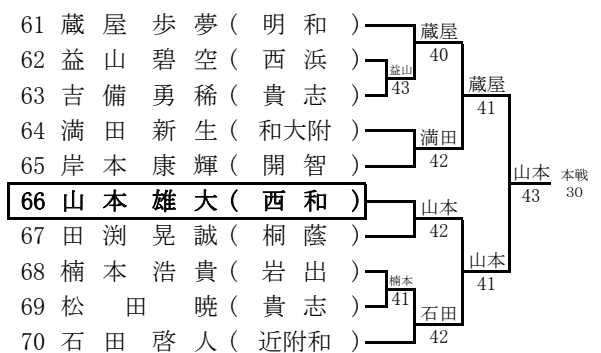 61 蔵屋 歩夢(明和)
62 益山 碧空(西浜)
63 吉備 勇稀(貴志)
64 満田 新生(和大附)
65 岸本 康輝(開智)
66 山本 雄大(西和)
67 田渕 晃誠(桐蔭)
68 楠本 浩貴(岩出)
69 松田 暁(貴志)
70 石田 啓人(近附和)
益山
43
楠本
41
蔵屋
40
満田
42
山本
42
石田
42
蔵屋
41
山本
41
山本
43
本戦
30